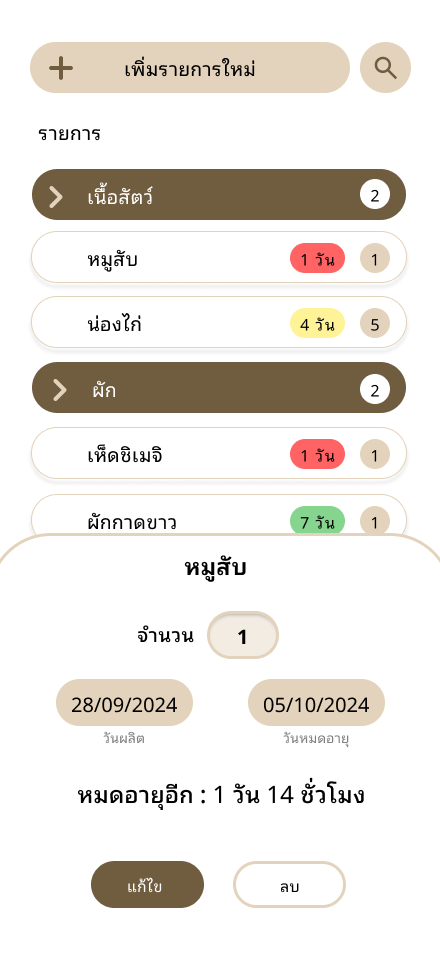 เพิ่มรายการใหม่
รายการ
เนื้อสัตว์ 2
หมูสับ 1 วัน 1
น่องไก่ 4 วัน 5
ผัก 2
เห็ดชิเมจิ 1 วัน 1
ผักกาดขาว 7 วัน 1
หมูสับ
จำนวน 1
28/09/2024 05/10/2024
วันผลิต วันหมดอายุ
หมดอายุอีก : 1 วัน 14 ชั่วโมง
แก้ไข ลบ